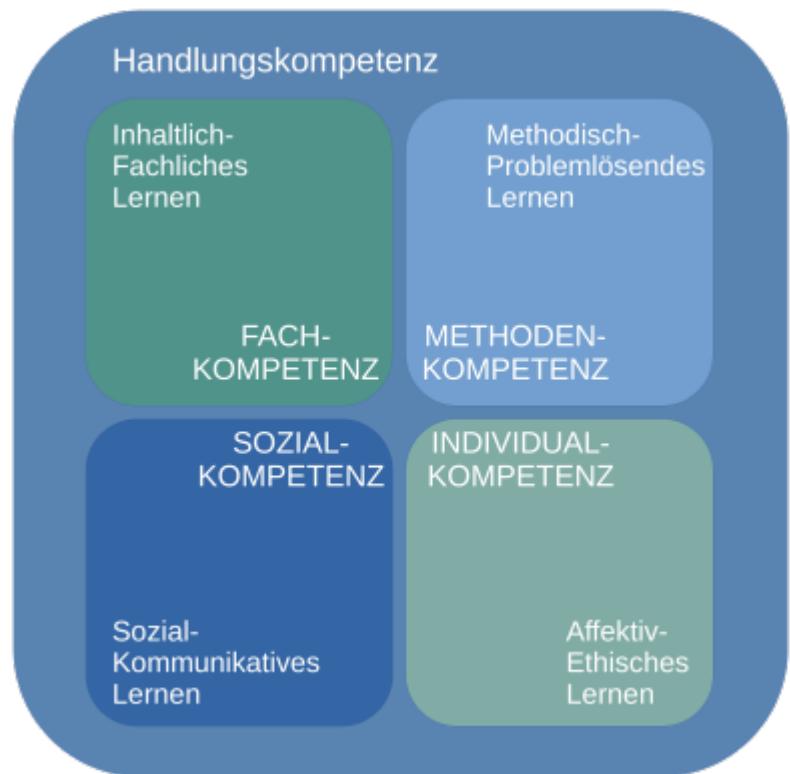 Handlungskompetenz
Inhaltlich-
Fachliches
Lernen
FACH-
KOMPETENZ
Methodisch-
Problemlösendes
Lernen
METHODEN-
KOMPETENZ
SOZIAL-
KOMPETENZ
Sozial-
Kommunikatives
Lernen
INDIVIDUAL-
KOMPETENZ
Affektiv-
Ethisches
Lernen